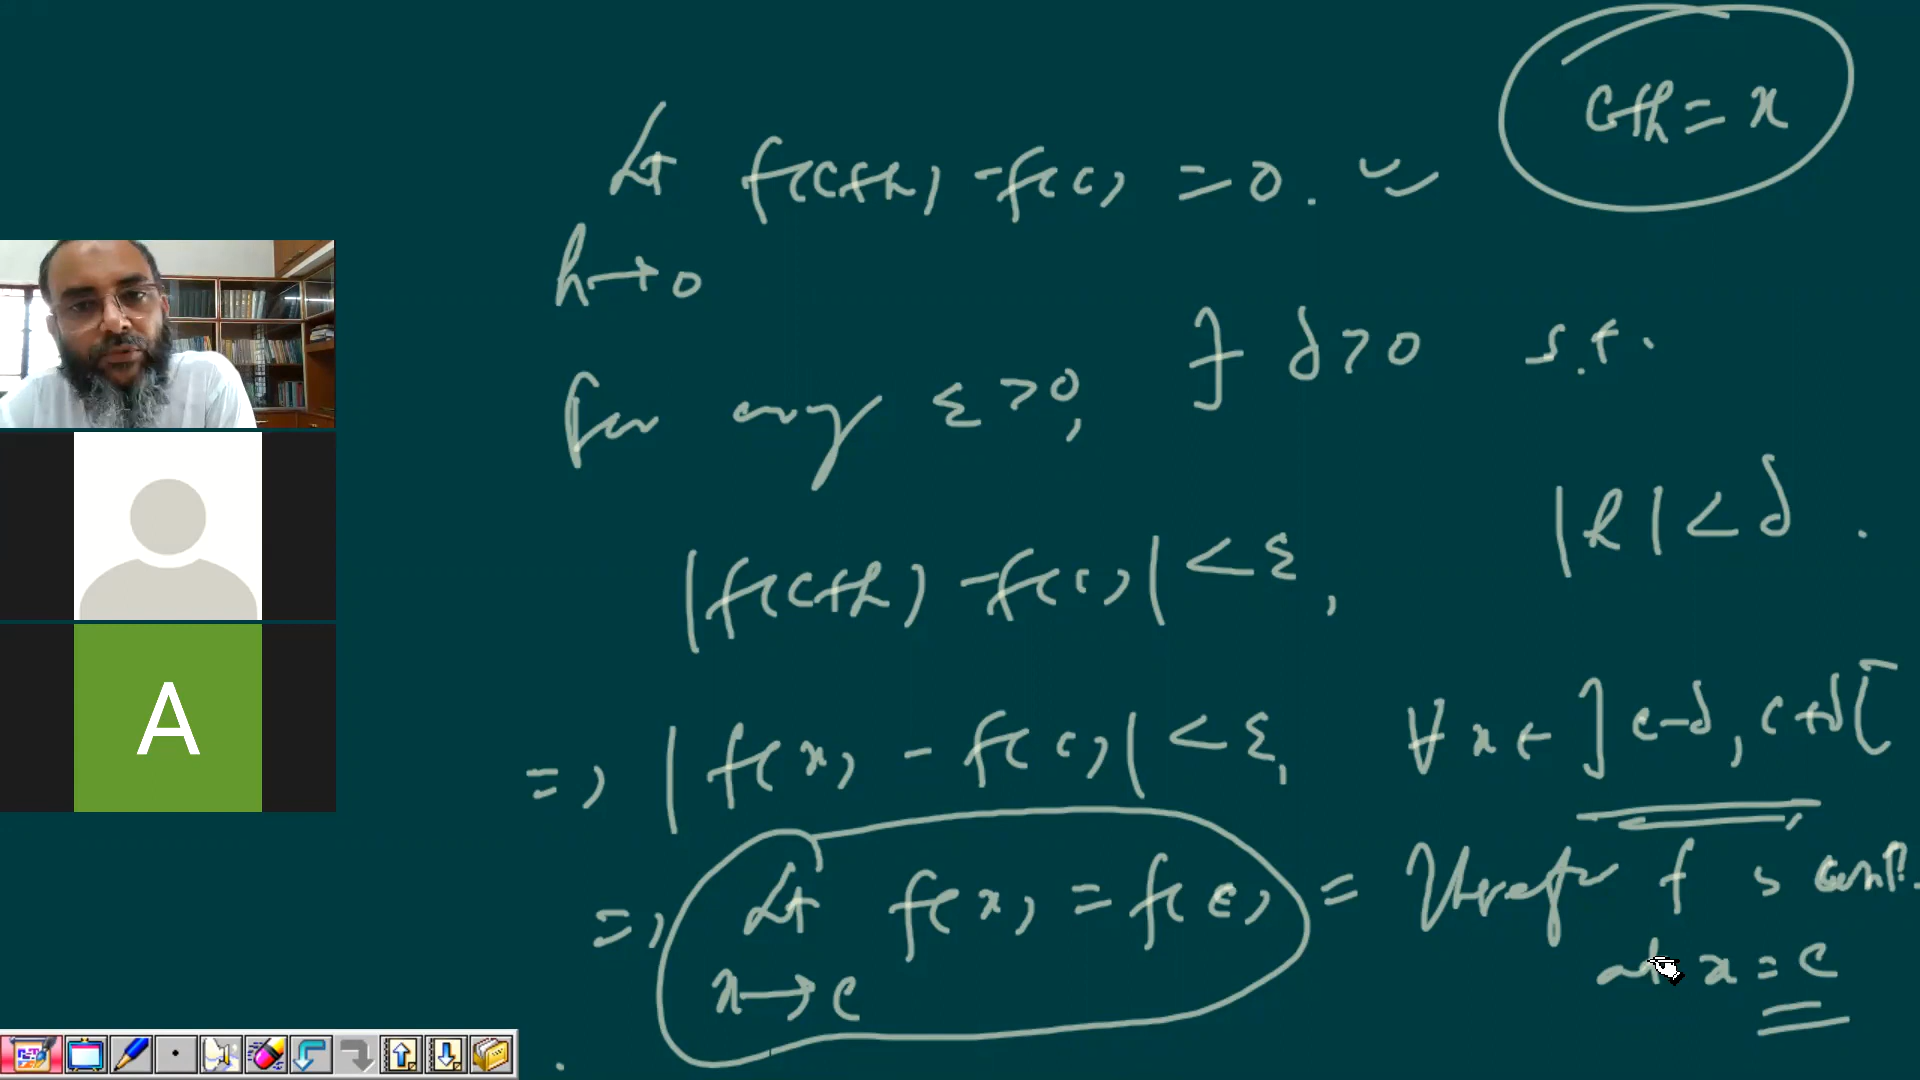 c+h = x
Lt f(c+h) - f(c) = 0.
h→0
for any ε > 0, ∃ δ > 0 s.t.
|f(c+h) - f(c)| < ε, |h| < δ.
=> |f(x) - f(c)| < ε, ∀ x ∈ ]c-δ, c+δ[
=> Lt f(x) = f(c) = Therefore f is cont.
x→c at x = c
A